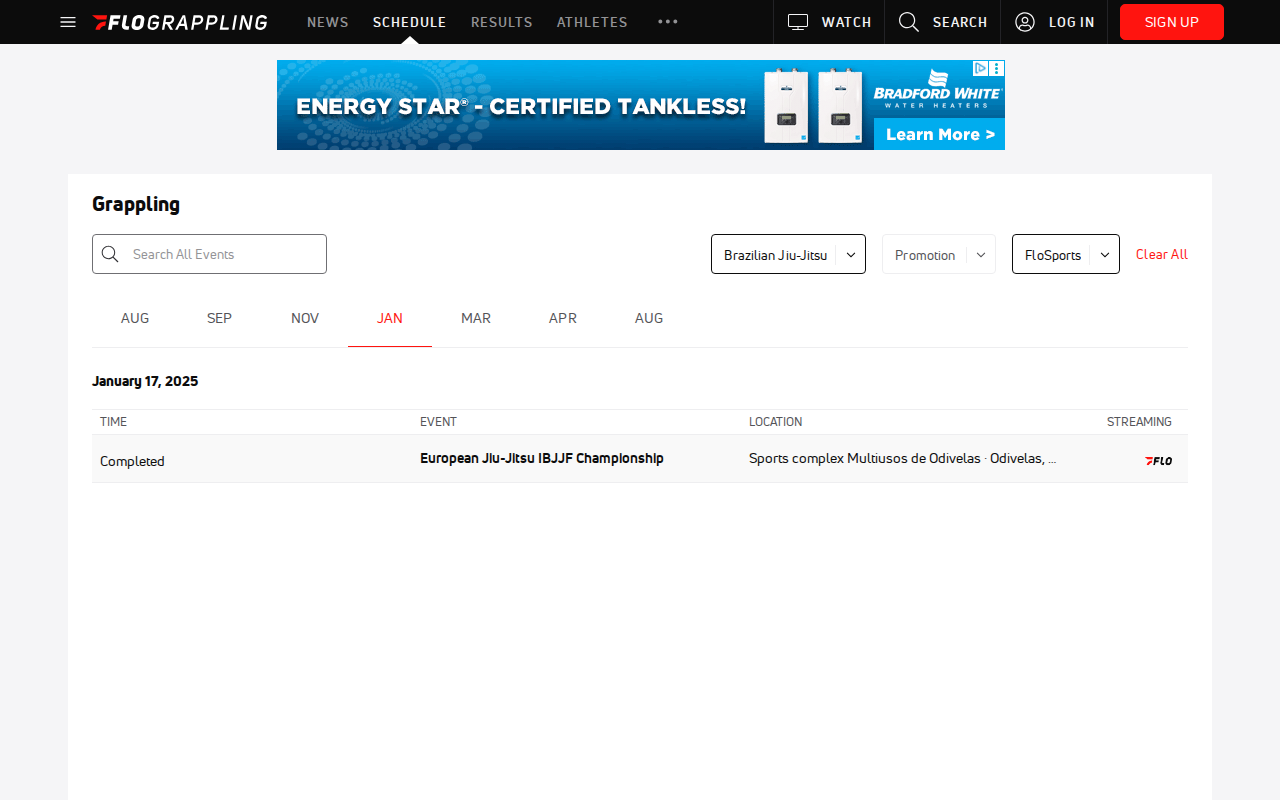 FLOGRAPPLING NEWS SCHEDULE RESULTS ATHLETES WATCH SEARCH LOG IN SIGN UP
ENERGY STAR® - CERTIFIED TANKLESS!
BRADFORD WHITE
WATER HEATERS
Learn More >
Grappling
Search All Events Brazilian Jiu-Jitsu Promotion FloSports Clear All
AUG SEP NOV JAN MAR APR AUG
January 17, 2025
TIME EVENT LOCATION STREAMING
Completed European Jiu-Jitsu IBJJF Championship Sports complex Multiusos de Odivelas · Odivelas, ... FLO